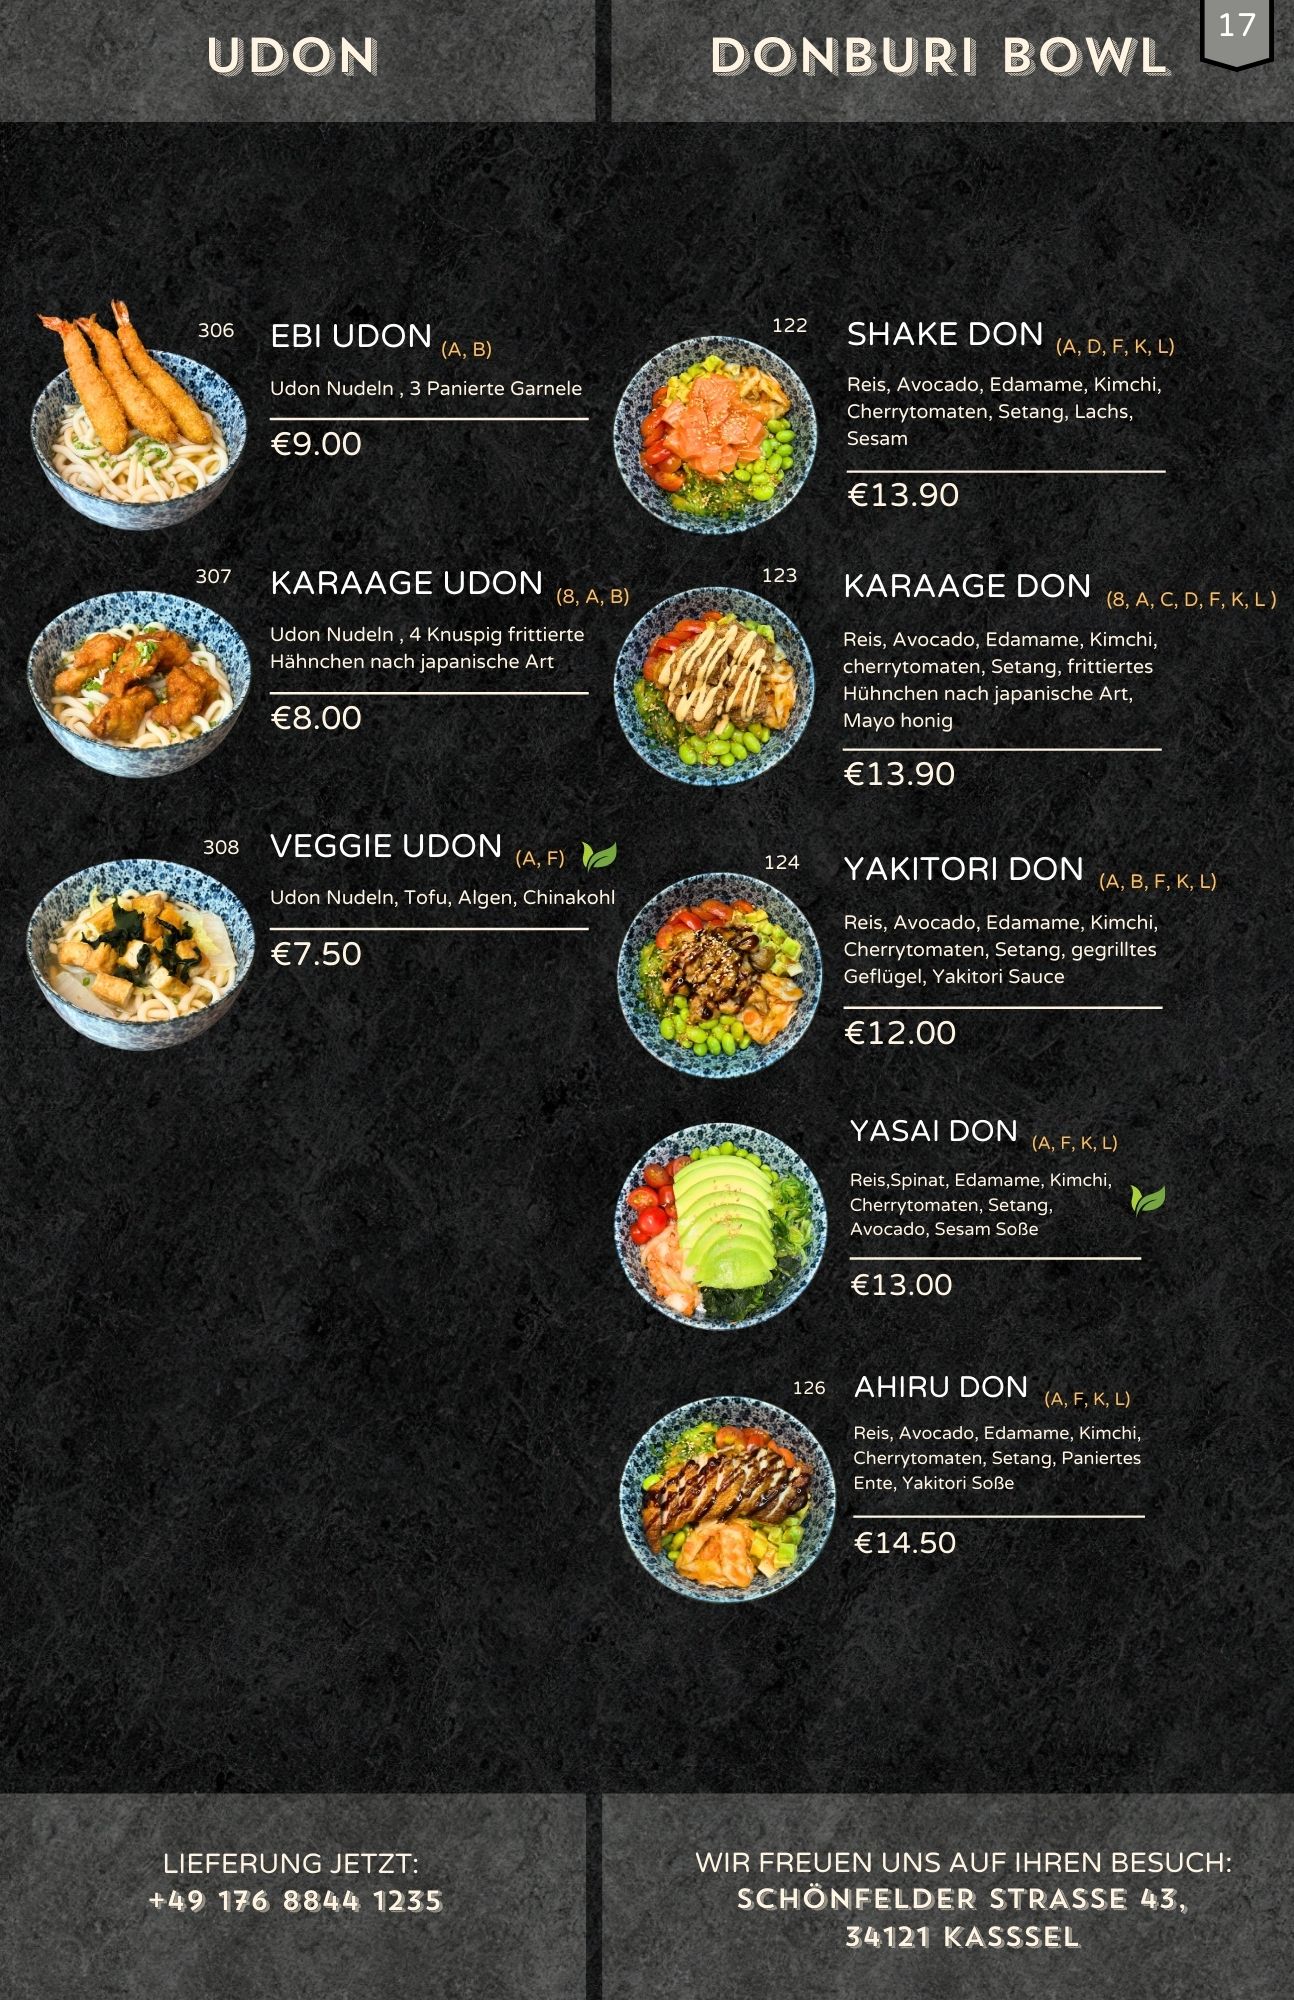 UDON
306
EBI UDON (A, B)
Udon Nudeln , 3 Panierte Garnele
€9.00
307
KARAAGE UDON (8, A, B)
Udon Nudeln , 4 Knuspig frittierte
Hähnchen nach japanische Art
€8.00
308
VEGGIE UDON (A, F)
Udon Nudeln, Tofu, Algen, Chinakohl
€7.50
DONBURI BOWL
17
122
SHAKE DON (A, D, F, K, L)
Reis, Avocado, Edamame, Kimchi,
Cherrytomaten, Setang, Lachs,
Sesam
€13.90
123
KARAAGE DON (8, A, C, D, F, K, L )
Reis, Avocado, Edamame, Kimchi,
cherrytomaten, Setang, frittiertes
Hühnchen nach japanische Art,
Mayo honig
€13.90
124
YAKITORI DON (A, B, F, K, L)
Reis, Avocado, Edamame, Kimchi,
Cherrytomaten, Setang, gegrilltes
Geflügel, Yakitori Sauce
€12.00
YASAI DON (A, F, K, L)
Reis,Spinat, Edamame, Kimchi,
Cherrytomaten, Setang,
Avocado, Sesam Soße
€13.00
126
AHIRU DON (A, F, K, L)
Reis, Avocado, Edamame, Kimchi,
Cherrytomaten, Setang, Paniertes
Ente, Yakitori Soße
€14.50
LIEFERUNG JETZT:
+49 176 8844 1235
WIR FREUEN UNS AUF IHREN BESUCH:
SCHÖNFELDER STRASSE 43,
34121 KASSSEL